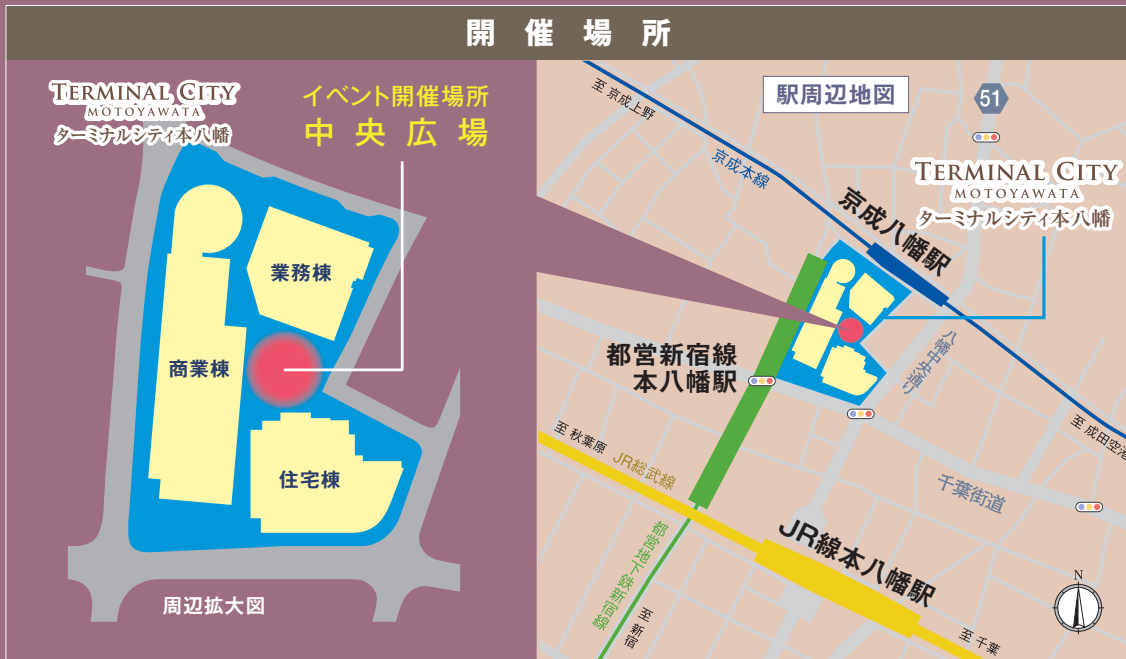 開催場所
TERMINAL CITY
MOTOYAWATA
ターミナルシティ本八幡
イベント開催場所
中央広場
業務棟
商業棟
住宅棟
周辺拡大図
駅周辺地図
51
至 京成上野
京成本線
TERMINAL CITY
MOTOYAWATA
ターミナルシティ本八幡
京成八幡駅
都営新宿線
本八幡駅
八幡中央通り
至 成田空港
至 秋葉原
JR総武線
千葉街道
JR線本八幡駅
都営地下鉄新宿線
至 新宿
至 千葉
N